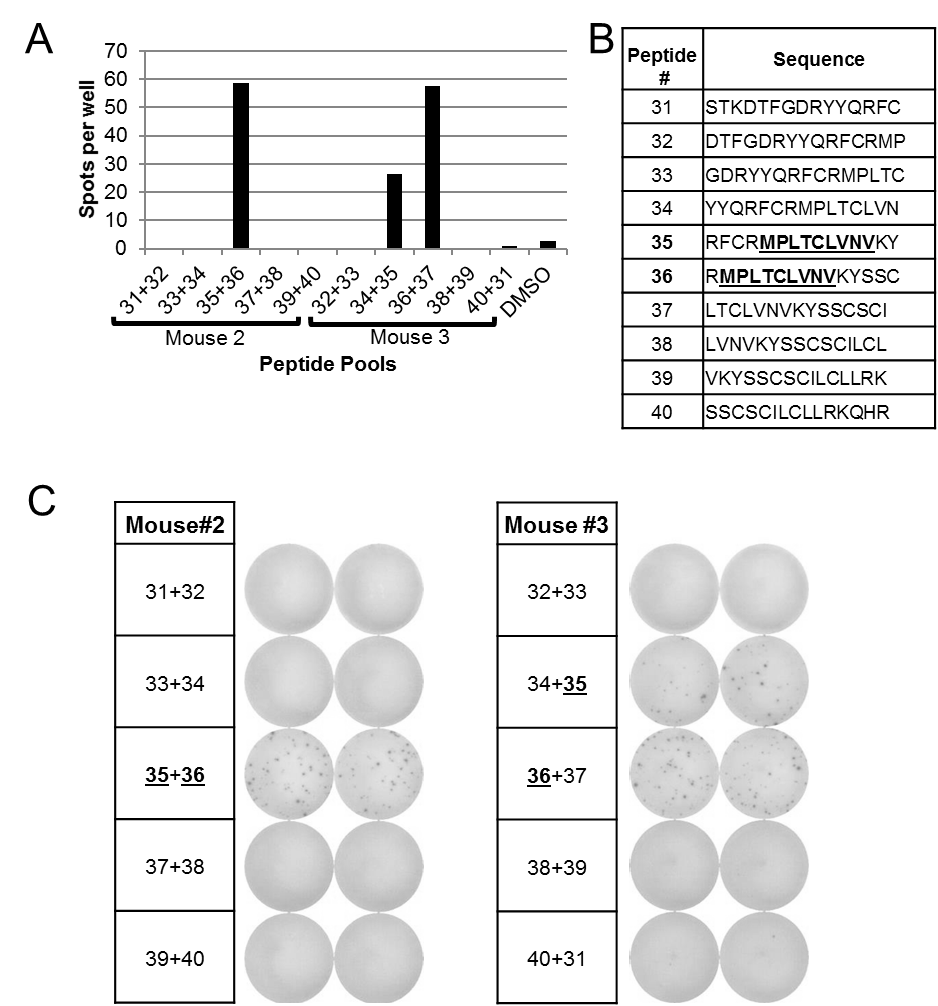 A
70
60
50
40
30
20
10
0
Spots per well
31+32
33+34
35+36
37+38
39+40
32+33
34+35
36+37
38+39
40+31
DMSO
Mouse 2
Mouse 3
Peptide Pools
B
Peptide # Sequence
31 STKDTFGDRYYQRFC
32 DTFGDRYYQRFCRMP
33 GDRYYQRFCRMPLTC
34 YYQRFCRMPLTCLVN
35 RFCRMPLTCLVNVKY
36 RMPLTCLVNVKYSSC
37 LTCLVNVKYSSCSCI
38 LVNVKYSSCSCILCL
39 VKYSSCSCILCLLRK
40 SSCSCILCLLRKQHR
C
Mouse#2
31+32
33+34
35+36
37+38
39+40
Mouse #3
32+33
34+35
36+37
38+39
40+31